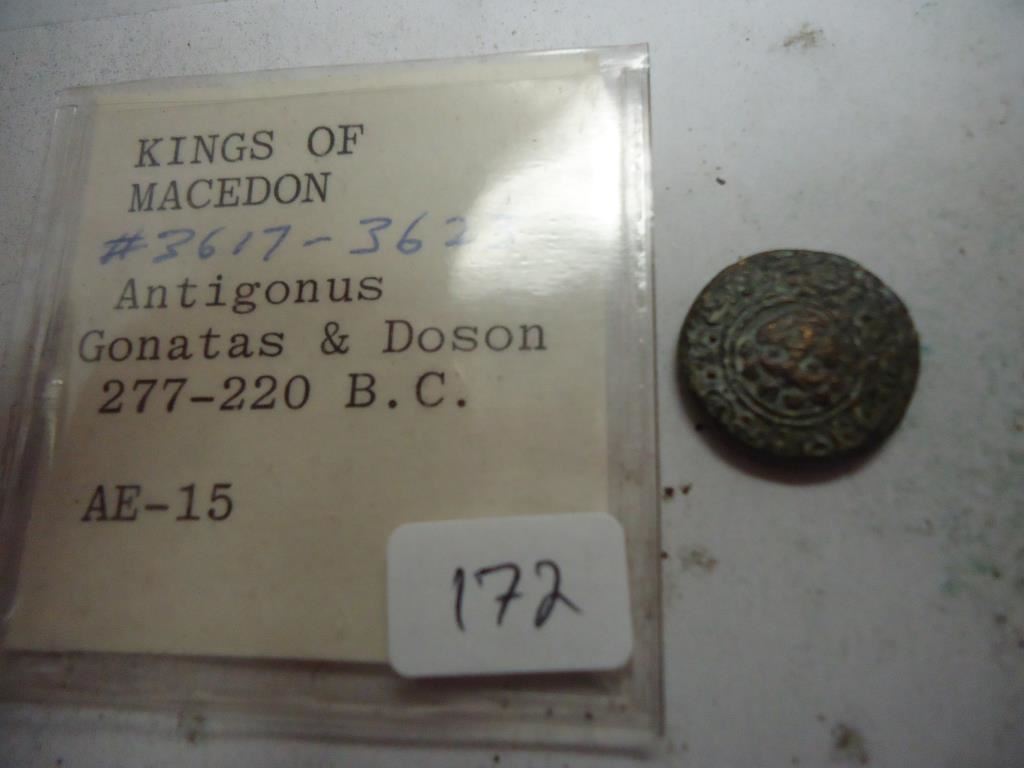 KINGS OF
MACEDON
#3617-362
Antigonus
Gonatas & Doson
277-220 B.C.
AE-15
172